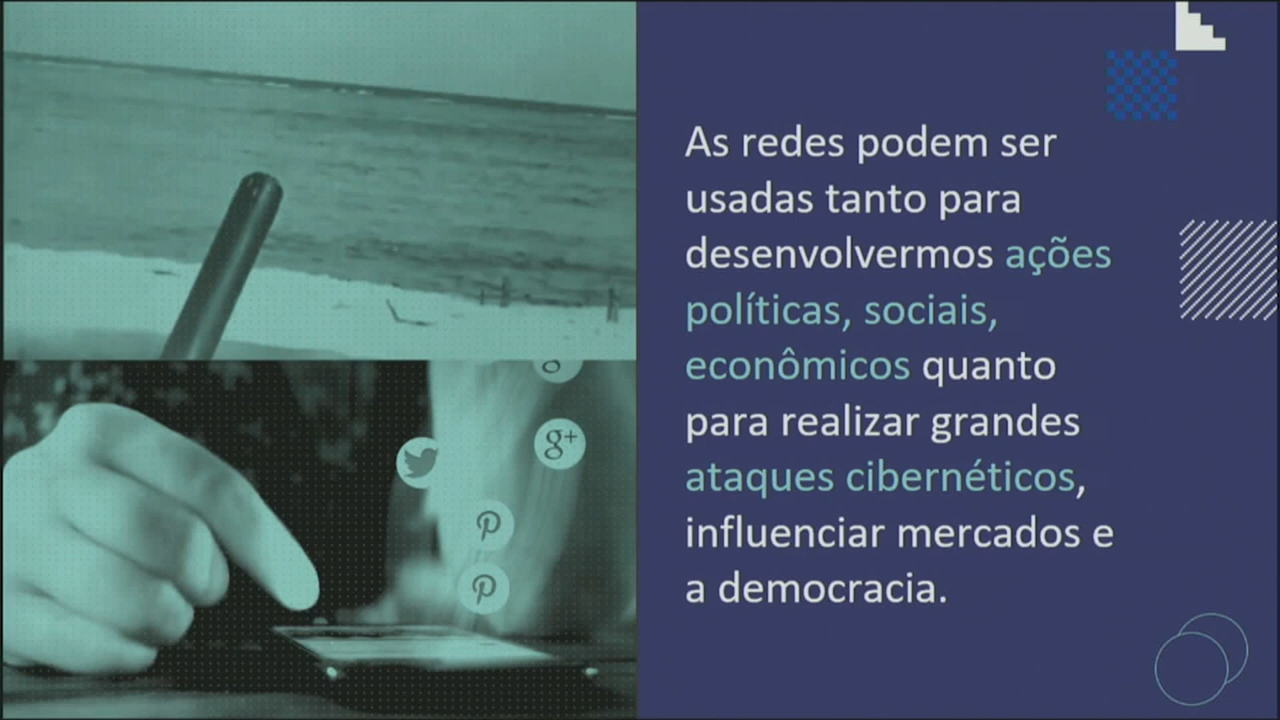 As redes podem ser
usadas tanto para
desenvolvermos ações
políticas, sociais,
econômicos quanto
para realizar grandes
ataques cibernéticos,
influenciar mercados e
a democracia.
g+